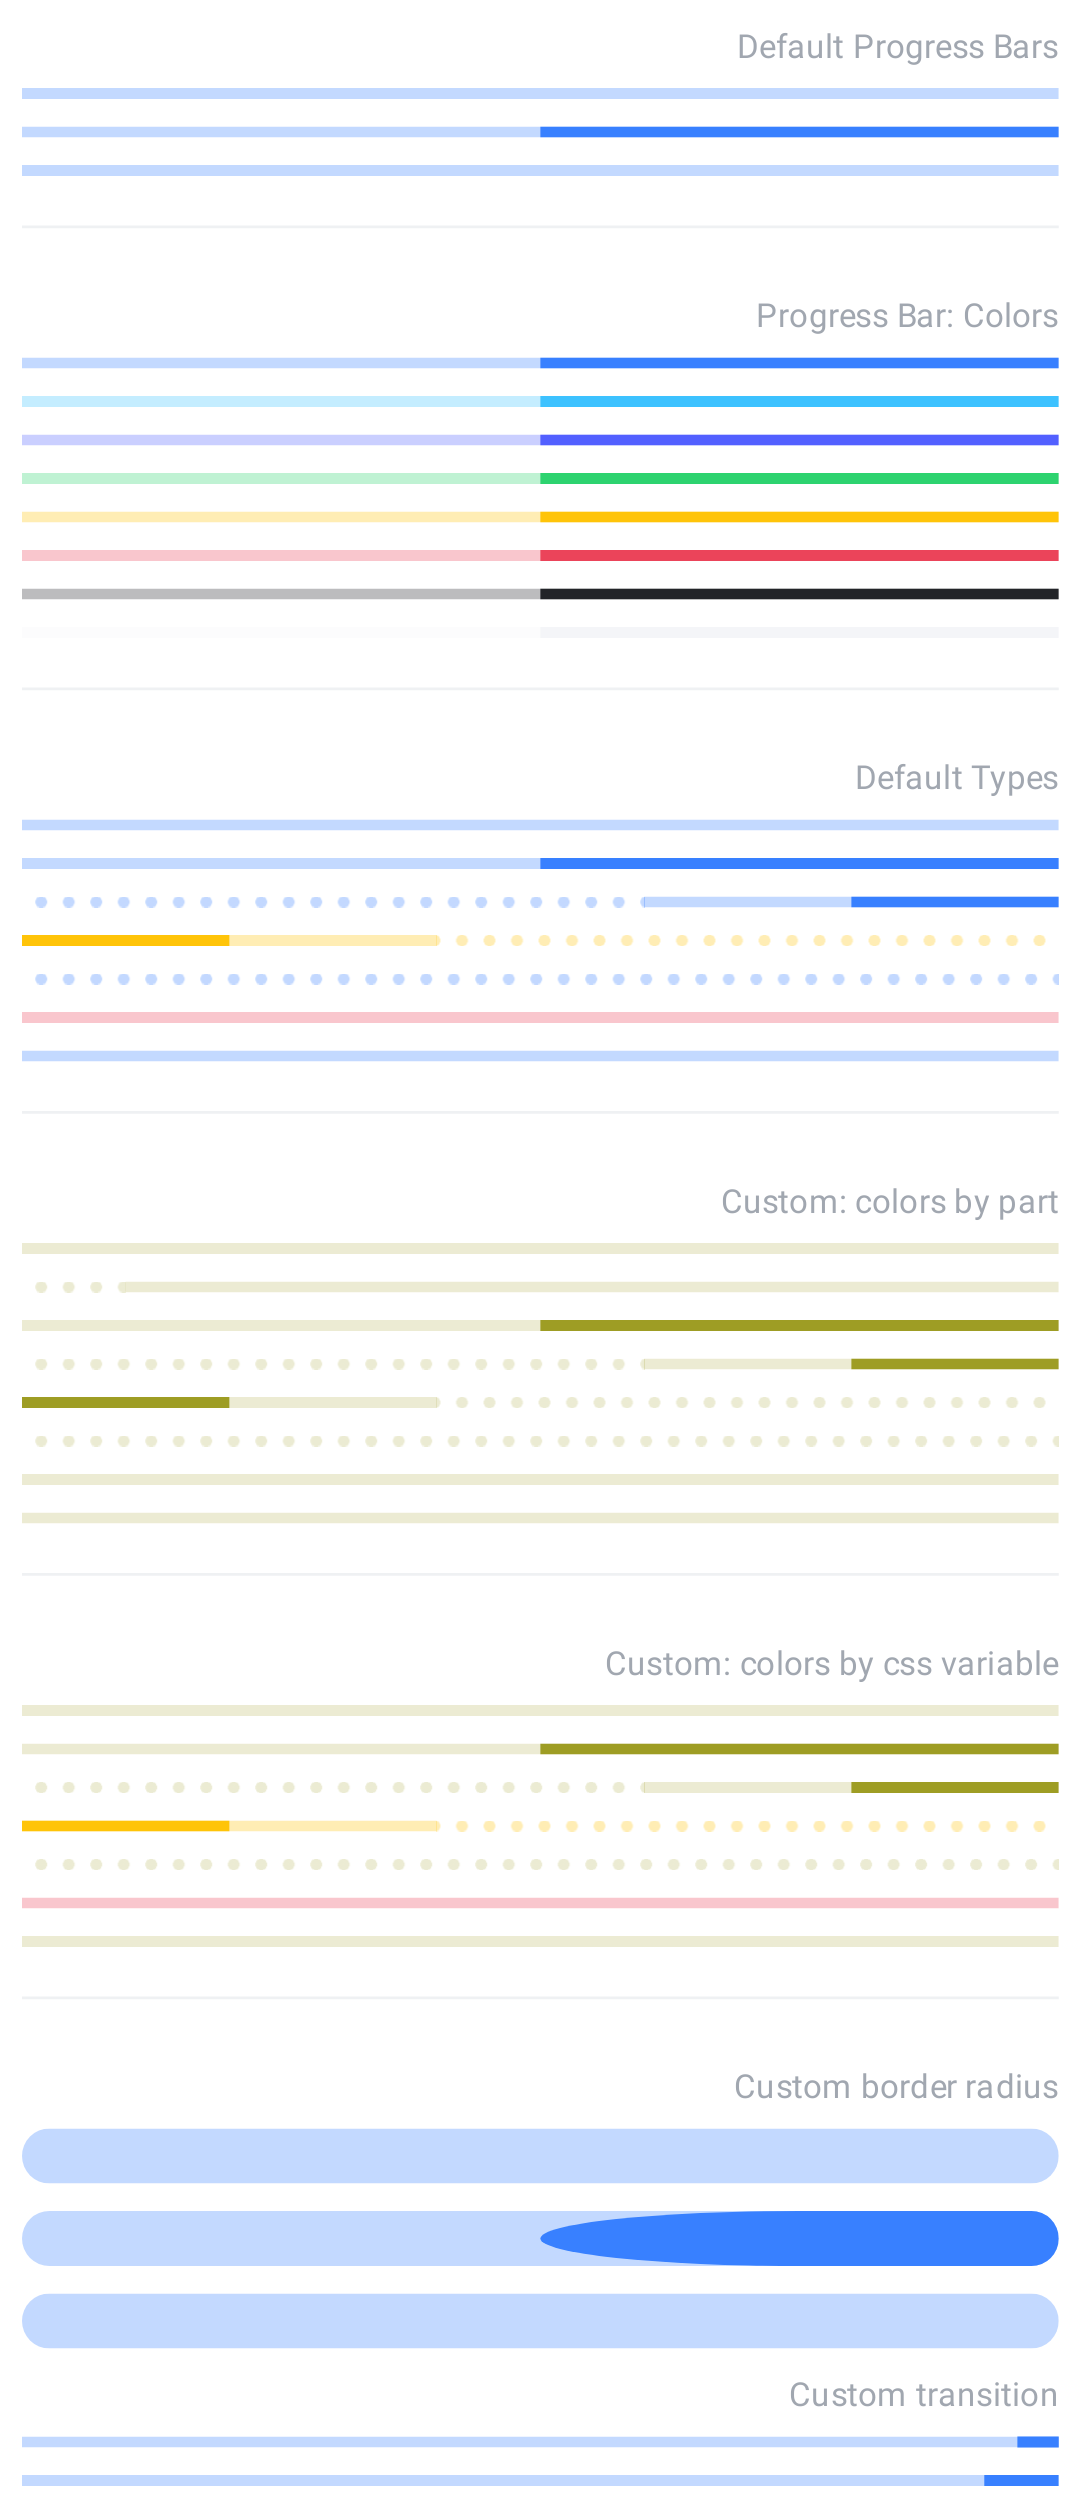 Default Progress Bars
Progress Bar: Colors
Default Types
Custom: colors by part
Custom: colors by css variable
Custom border radius
Custom transition